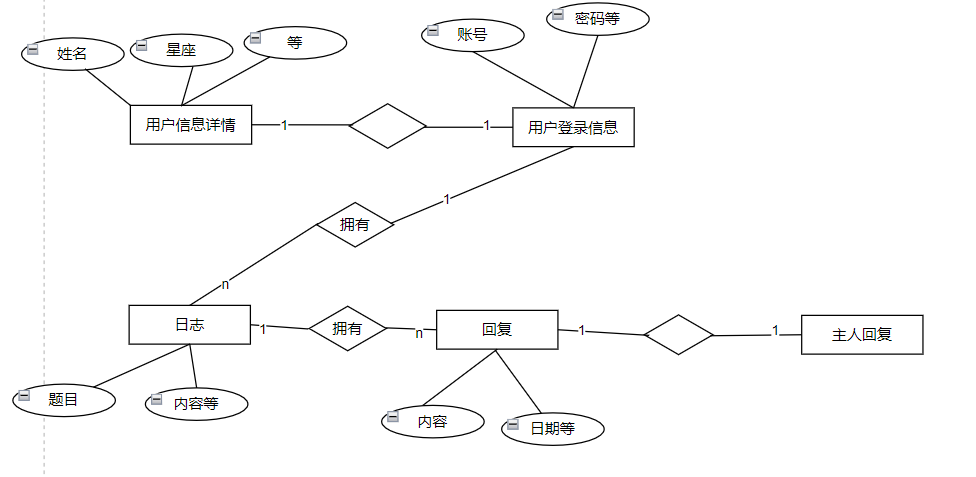 密码等
账号
姓名
星座
等
用户信息详情
1
1
用户登录信息
1
拥有
n
日志
1
拥有
n
回复
1
1
主人回复
题目
内容等
内容
日期等